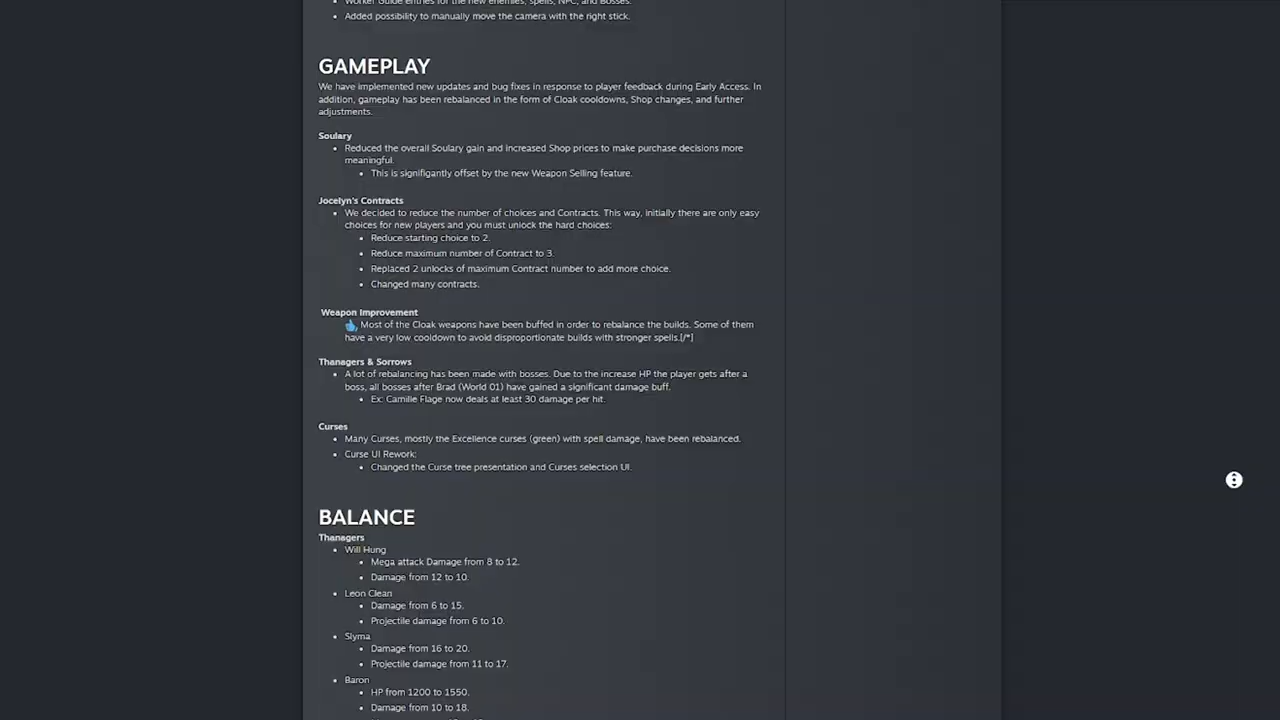 Worker Guide entries for the new enemies, spells, NPC, and Bosses.
Added possibility to manually move the camera with the right stick.
GAMEPLAY
We have implemented new updates and bug fixes in response to player feedback during Early Access. In
addition, gameplay has been rebalanced in the form of Cloak cooldowns, Shop changes, and further
adjustments.
Soulary
Reduced the overall Soulary gain and increased Shop prices to make purchase decisions more
meaningful.
This is signifigantly offset by the new Weapon Selling feature.
Jocelyn's Contracts
We decided to reduce the number of choices and Contracts. This way, initially there are only easy
choices for new players and you must unlock the hard choices:
Reduce starting choice to 2.
Reduce maximum number of Contract to 3.
Replaced 2 unlocks of maximum Contract number to add more choice.
Changed many contracts.
Weapon Improvement
Most of the Cloak weapons have been buffed in order to rebalance the builds. Some of them
have a very low cooldown to avoid disproportionate builds with stronger spells.[/*]
Thanagers & Sorrows
A lot of rebalancing has been made with bosses. Due to the increase HP the player gets after a
boss, all bosses after Brad (World 01) have gained a significant damage buff.
Ex: Camille Flage now deals at least 30 damage per hit.
Curses
Many Curses, mostly the Excellence curses (green) with spell damage, have been rebalanced.
Curse UI Rework:
Changed the Curse tree presentation and Curses selection UI.
BALANCE
Thanagers
Will Hung
Mega attack Damage from 8 to 12.
Damage from 12 to 10.
Leon Clean
Damage from 6 to 15.
Projectile damage from 6 to 10.
Slyma
Damage from 16 to 20.
Projectile damage from 11 to 17.
Baron
HP from 1200 to 1550.
Damage from 10 to 18.